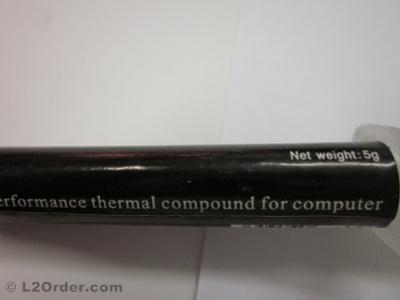 Net weight:5g
erformance thermal compound for computer
© L2Order.com